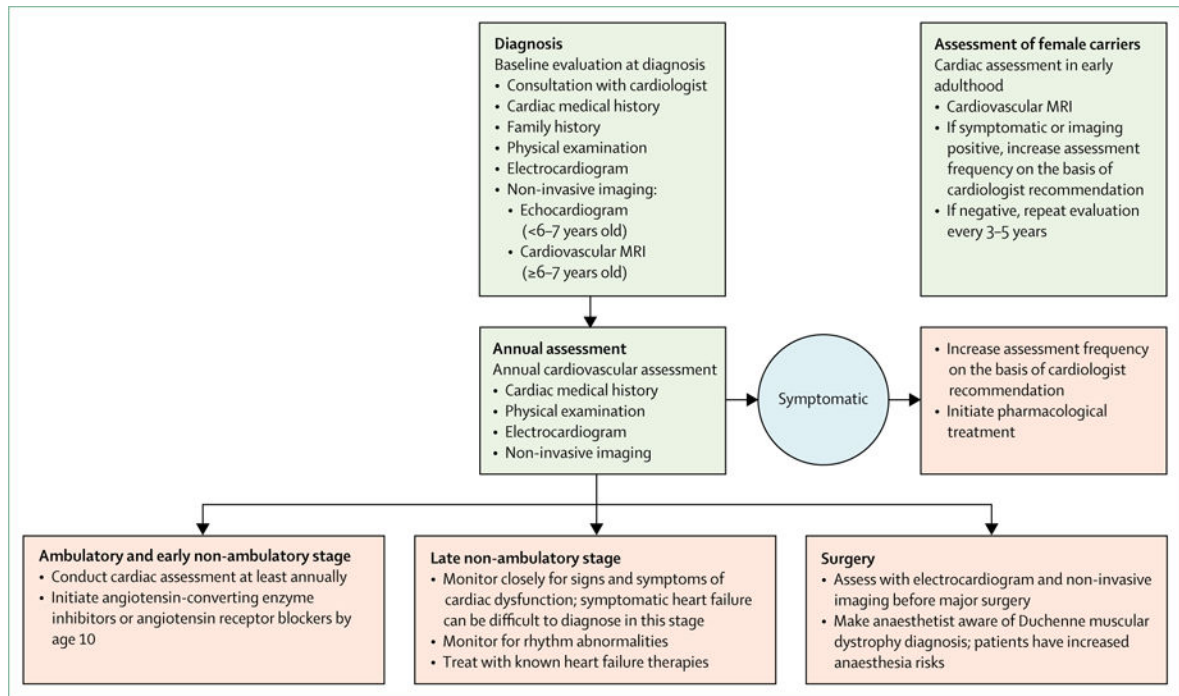 Diagnosis
Baseline evaluation at diagnosis
• Consultation with cardiologist
• Cardiac medical history
• Family history
• Physical examination
• Electrocardiogram
• Non-invasive imaging:
• Echocardiogram
(<6–7 years old)
• Cardiovascular MRI
(≥6–7 years old)
Assessment of female carriers
Cardiac assessment in early
adulthood
• Cardiovascular MRI
• If symptomatic or imaging
positive, increase assessment
frequency on the basis of
cardiologist recommendation
• If negative, repeat evaluation
every 3–5 years
Annual assessment
Annual cardiovascular assessment
• Cardiac medical history
• Physical examination
• Electrocardiogram
• Non-invasive imaging
Symptomatic
• Increase assessment frequency
on the basis of cardiologist
recommendation
• Initiate pharmacological
treatment
Ambulatory and early non-ambulatory stage
• Conduct cardiac assessment at least annually
• Initiate angiotensin-converting enzyme
inhibitors or angiotensin receptor blockers by
age 10
Late non-ambulatory stage
• Monitor closely for signs and symptoms of
cardiac dysfunction; symptomatic heart failure
can be difficult to diagnose in this stage
• Monitor for rhythm abnormalities
• Treat with known heart failure therapies
Surgery
• Assess with electrocardiogram and non-invasive
imaging before major surgery
• Make anaesthetist aware of Duchenne muscular
dystrophy diagnosis; patients have increased
anaesthesia risks